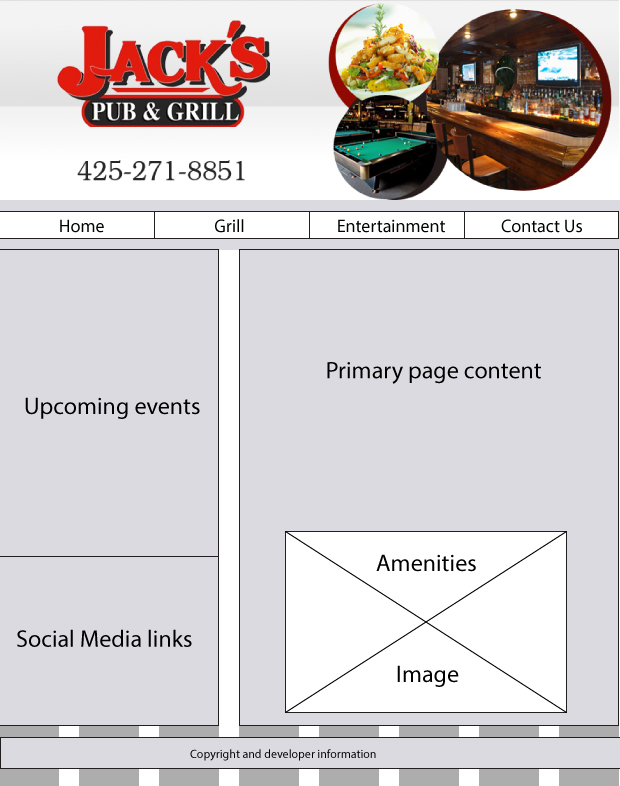 JACK'S
PUB & GRILL
425-271-8851
Home Grill Entertainment Contact Us
Primary page content
Upcoming events
Amenities
Social Media links
Image
Copyright and developer information